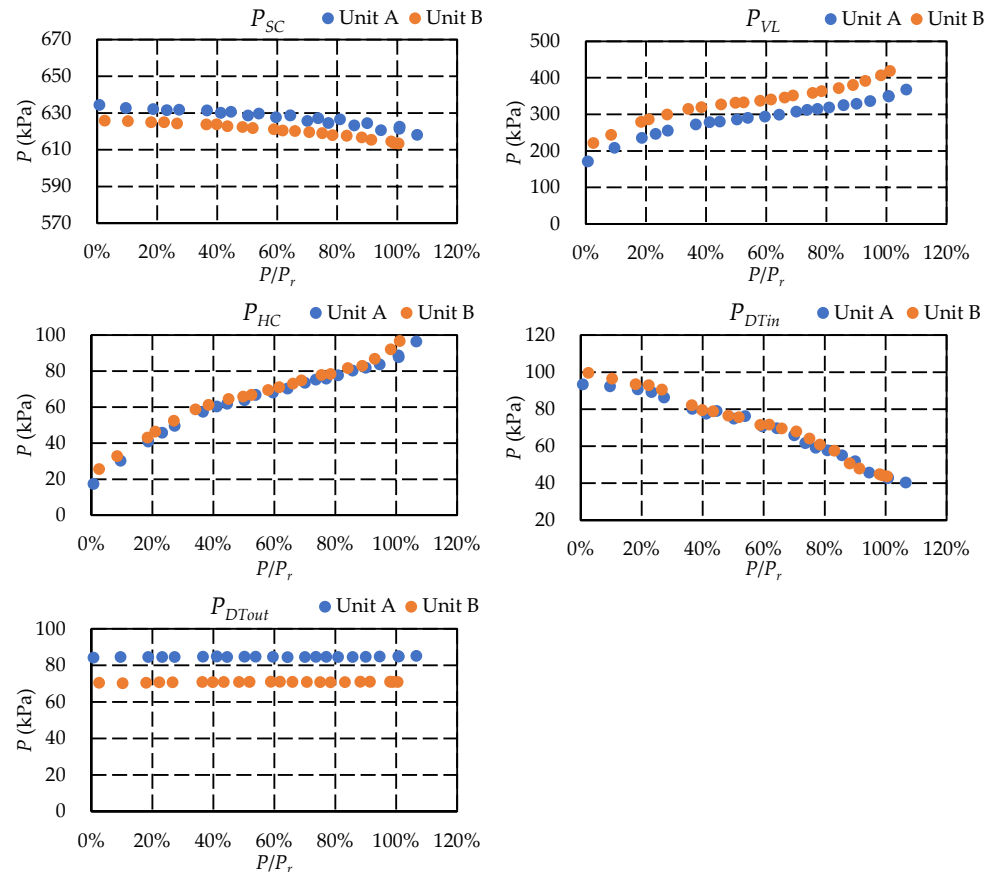 P_SC
Unit A
Unit B
670
650
630
610
590
570
P (kPa)
0% 20% 40% 60% 80% 100% 120%
P/P_r
P_VL
Unit A
Unit B
500
400
300
200
100
0
P (kPa)
0% 20% 40% 60% 80% 100% 120%
P/P_r
P_HC
Unit A
Unit B
100
80
60
40
20
0
P (kPa)
0% 20% 40% 60% 80% 100% 120%
P/P_r
P_DTin
Unit A
Unit B
120
100
80
60
40
20
P (kPa)
0% 20% 40% 60% 80% 100% 120%
P/P_r
P_DTout
Unit A
Unit B
100
80
60
40
20
0
P (kPa)
0% 20% 40% 60% 80% 100% 120%
P/P_r